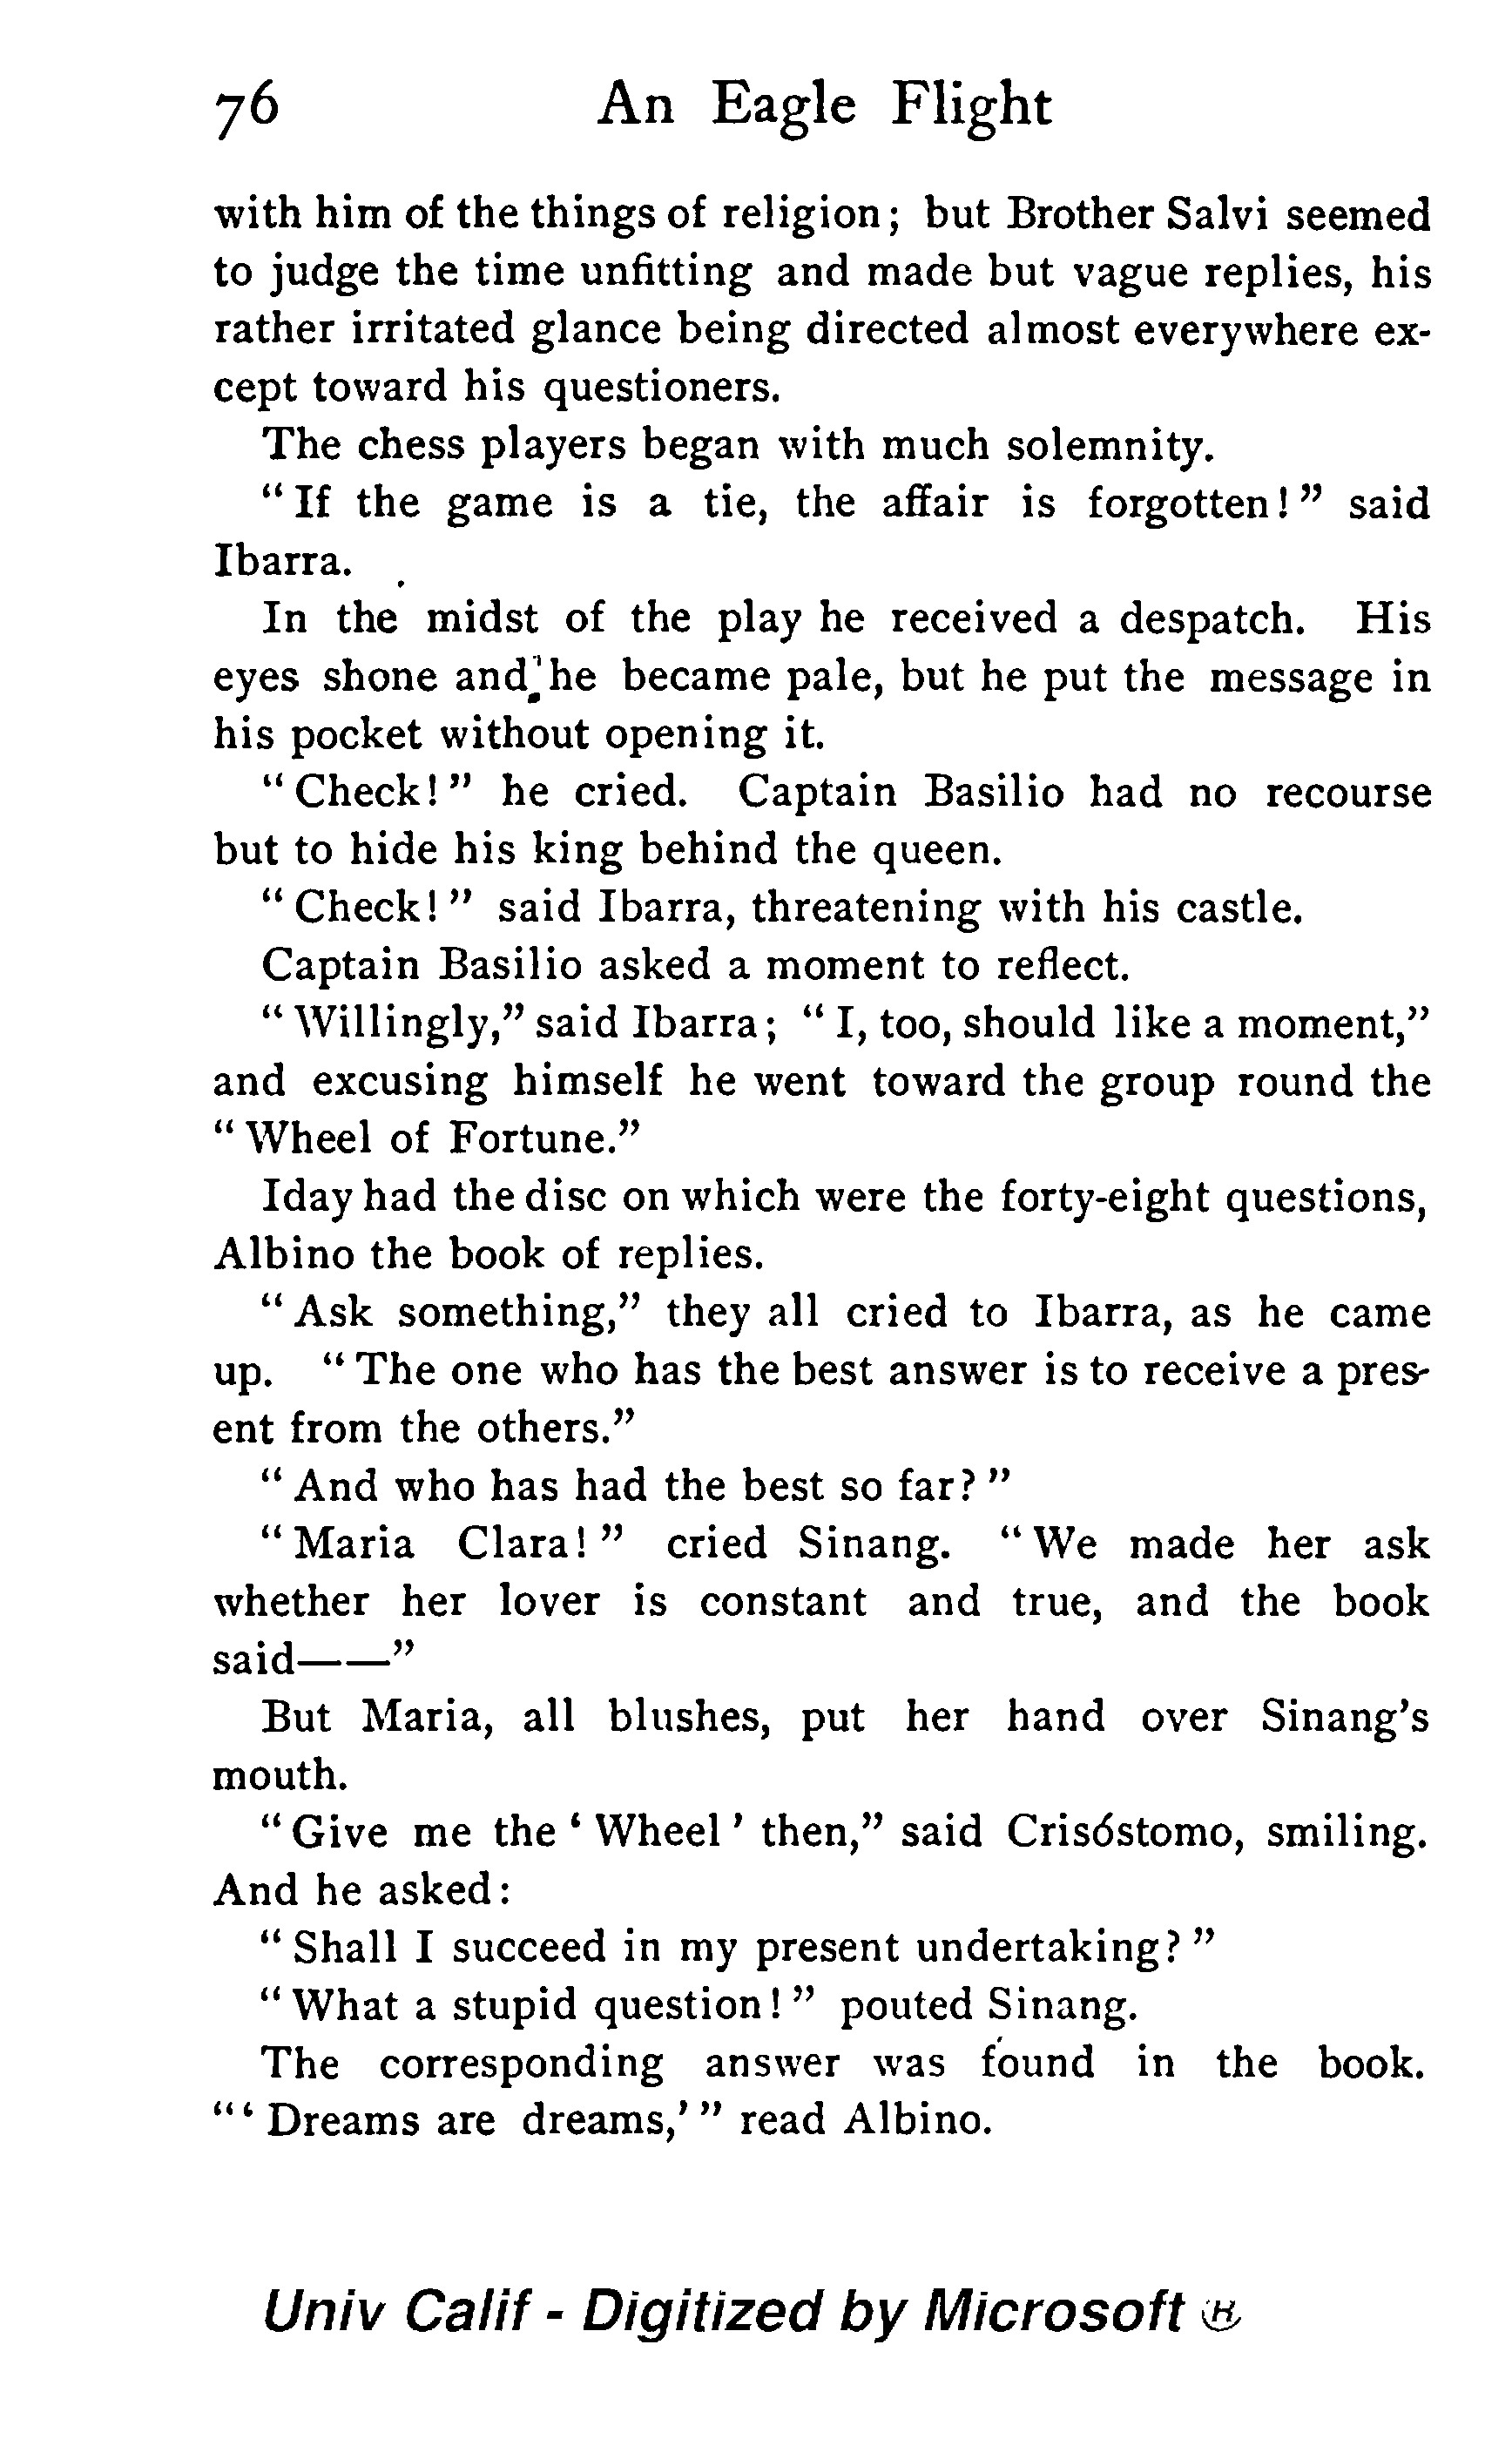 76 An Eagle Flight
with him of the things of religion; but Brother Salvi seemed
to judge the time unfitting and made but vague replies, his
rather irritated glance being directed almost everywhere ex-
cept toward his questioners.
The chess players began with much solemnity.
"If the game is a tie, the affair is forgotten!" said
Ibarra.
In the midst of the play he received a despatch. His
eyes shone and he became pale, but he put the message in
his pocket without opening it.
"Check!" he cried. Captain Basilio had no recourse
but to hide his king behind the queen.
"Check!" said Ibarra, threatening with his castle.
Captain Basilio asked a moment to reflect.
"Willingly," said Ibarra; "I, too, should like a moment,"
and excusing himself he went toward the group round the
"Wheel of Fortune."
Iday had the disc on which were the forty-eight questions,
Albino the book of replies.
"Ask something," they all cried to Ibarra, as he came
up. "The one who has the best answer is to receive a pres-
ent from the others."
"And who has had the best so far?"
"Maria Clara!" cried Sinang. "We made her ask
whether her lover is constant and true, and the book
said——"
But Maria, all blushes, put her hand over Sinang's
mouth.
"Give me the 'Wheel' then," said Crisóstomo, smiling.
And he asked:
"Shall I succeed in my present undertaking?"
"What a stupid question!" pouted Sinang.
The corresponding answer was found in the book.
"'Dreams are dreams,'" read Albino.
Univ Calif - Digitized by Microsoft ®